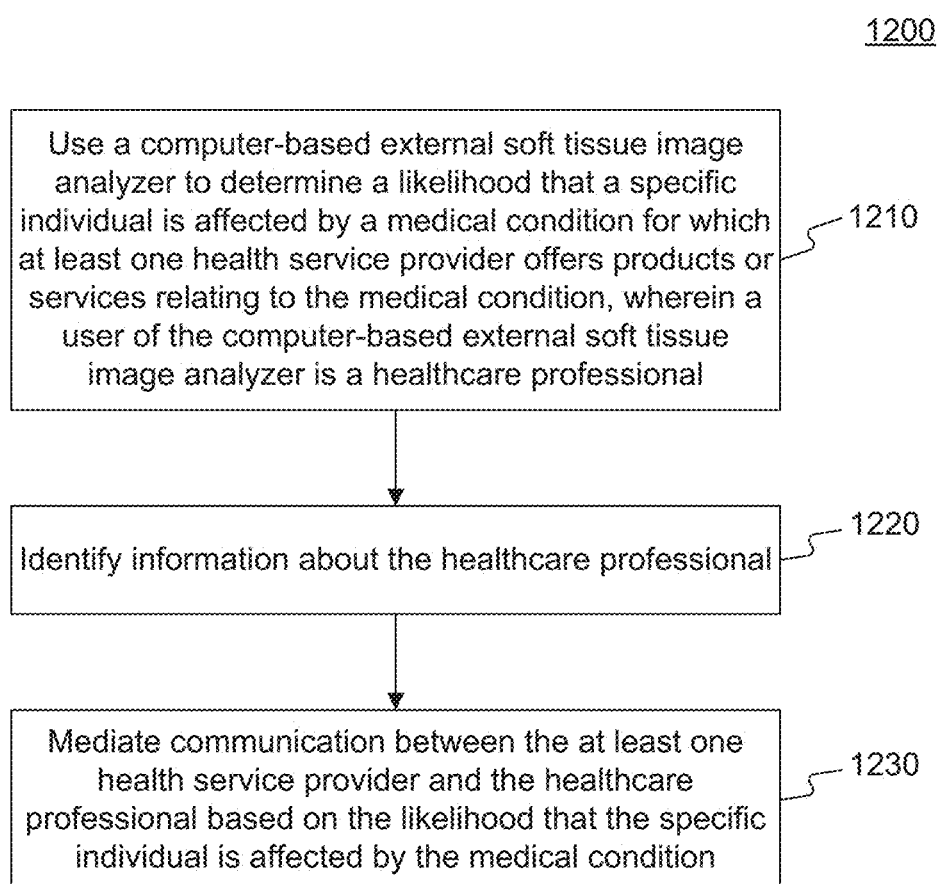 1200
Use a computer-based external soft tissue image
analyzer to determine a likelihood that a specific
individual is affected by a medical condition for which
at least one health service provider offers products or
services relating to the medical condition, wherein a
user of the computer-based external soft tissue
image analyzer is a healthcare professional
1210
Identify information about the healthcare professional
1220
Mediate communication between the at least one
health service provider and the healthcare
professional based on the likelihood that the specific
individual is affected by the medical condition
1230